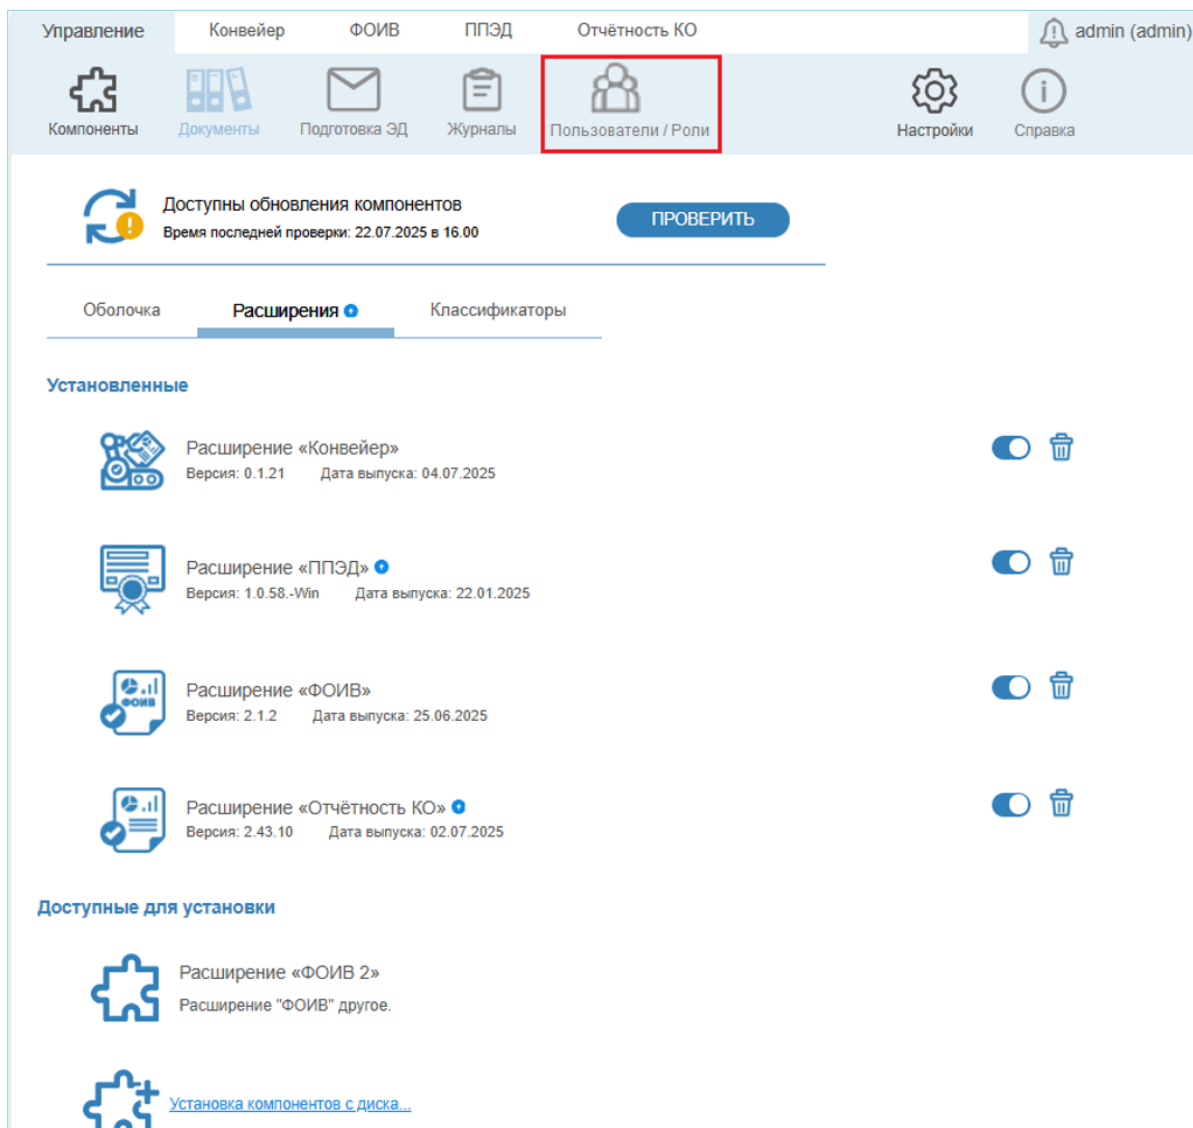 Управление Конвейер ФОИВ ППЭД Отчётность КО admin (admin)
Компоненты Документы Подготовка ЭД Журналы Пользователи / Роли Настройки Справка
Доступны обновления компонентов
Время последней проверки: 22.07.2025 в 16.00
ПРОВЕРИТЬ
Оболочка Расширения Классификаторы
Установленные
Расширение «Конвейер»
Версия: 0.1.21 Дата выпуска: 04.07.2025
Расширение «ППЭД»
Версия: 1.0.58.-Win Дата выпуска: 22.01.2025
ФОИВ
Расширение «ФОИВ»
Версия: 2.1.2 Дата выпуска: 25.06.2025
Расширение «Отчётность КО»
Версия: 2.43.10 Дата выпуска: 02.07.2025
Доступные для установки
Расширение «ФОИВ 2»
Расширение "ФОИВ" другое.
Установка компонентов с диска...